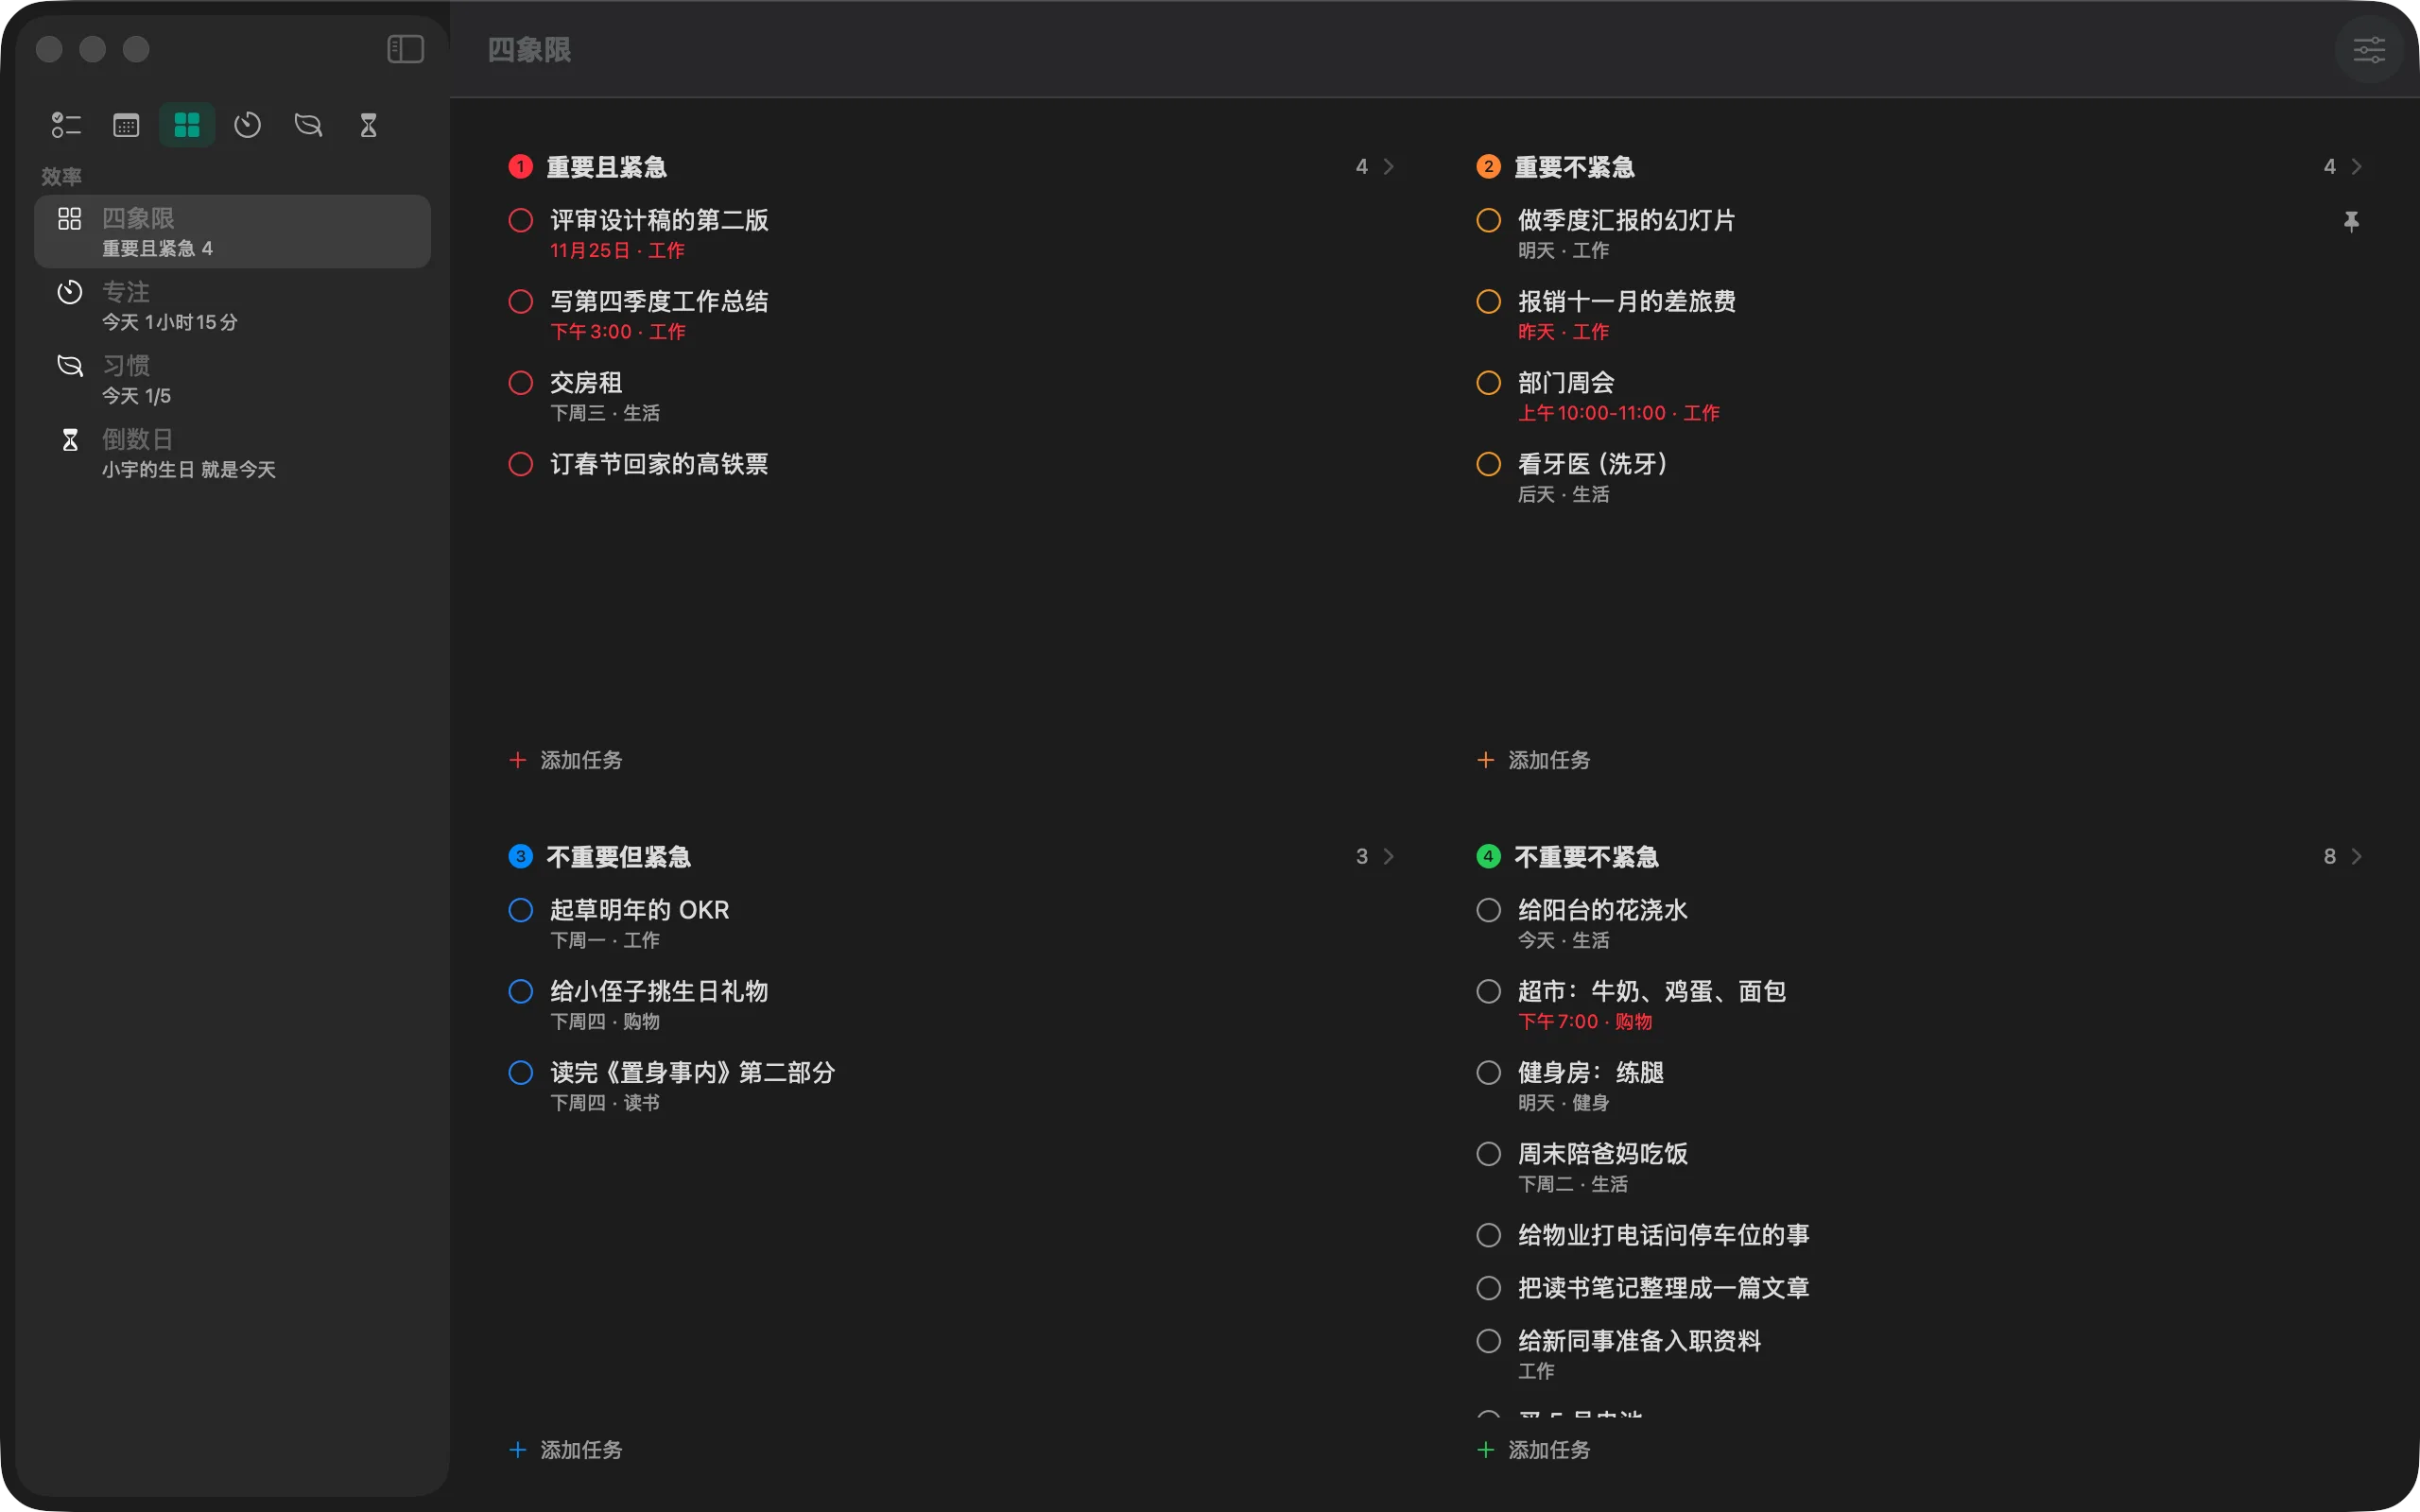 四象限
效率
四象限
重要且紧急 4
专注
今天 1小时15分
习惯
今天 1/5
倒数日
小宇的生日 就是今天
1 重要且紧急 4
评审设计稿的第二版
11月25日 · 工作
写第四季度工作总结
下午3:00 · 工作
交房租
下周三 · 生活
订春节回家的高铁票
添加任务
2 重要不紧急 4
做季度汇报的幻灯片
明天 · 工作
报销十一月的差旅费
昨天 · 工作
部门周会
上午10:00-11:00 · 工作
看牙医（洗牙）
后天 · 生活
添加任务
3 不重要但紧急 3
起草明年的 OKR
下周一 · 工作
给小侄子挑生日礼物
下周四 · 购物
读完《置身事内》第二部分
下周四 · 读书
添加任务
4 不重要不紧急 8
给阳台的花浇水
今天 · 生活
超市：牛奶、鸡蛋、面包
下午7:00 · 购物
健身房：练腿
明天 · 健身
周末陪爸妈吃饭
下周二 · 生活
给物业打电话问停车位的事
把读书笔记整理成一篇文章
给新同事准备入职资料
工作
添加任务